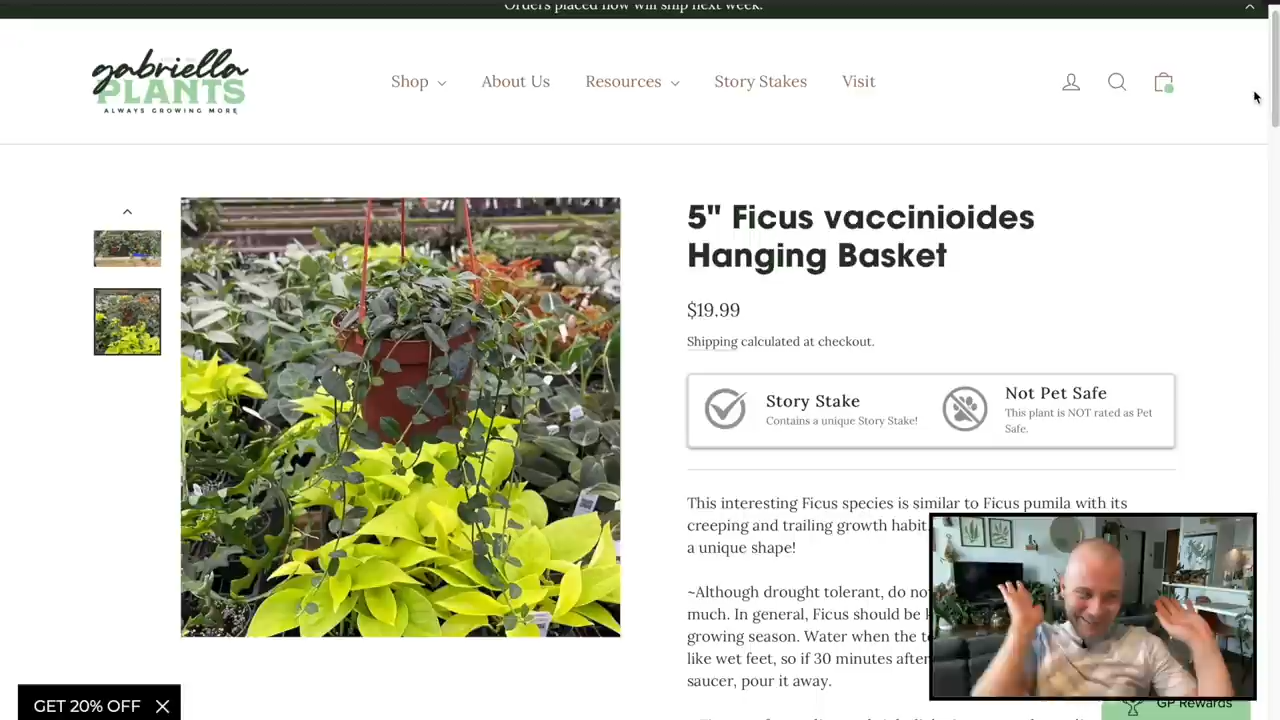 Orders placed now will ship next week.
gabriella
PLANTS
ALWAYS GROWING MORE
Shop
About Us
Resources
Story Stakes
Visit
5" Ficus vaccinioides
Hanging Basket
$19.99
Shipping calculated at checkout.
Story Stake
Contains a unique Story Stake!
Not Pet Safe
This plant is NOT rated as Pet
Safe.
This interesting Ficus species is similar to Ficus pumila with its
creeping and trailing growth habit
a unique shape!
~Although drought tolerant, do no
much. In general, Ficus should be
growing season. Water when the
like wet feet, so if 30 minutes after
saucer, pour it away.
GET 20% OFF
GP Rewards